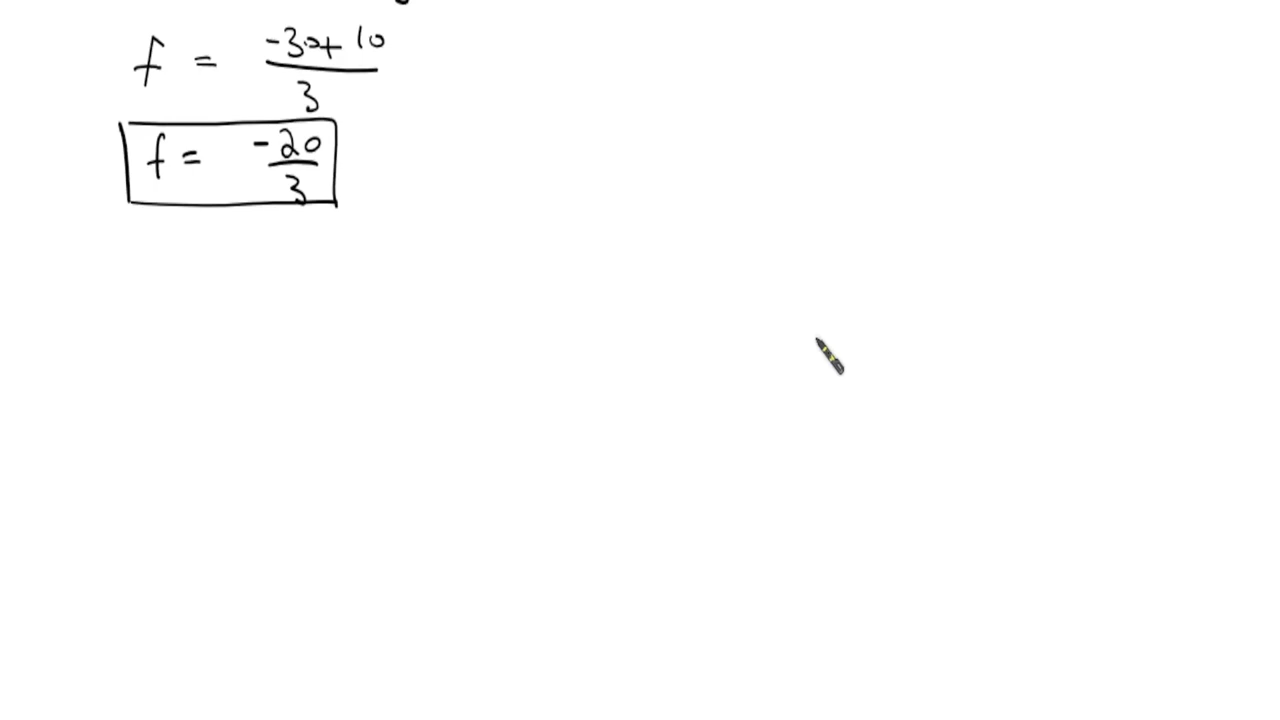 f = -30+10
3
f = -20
3